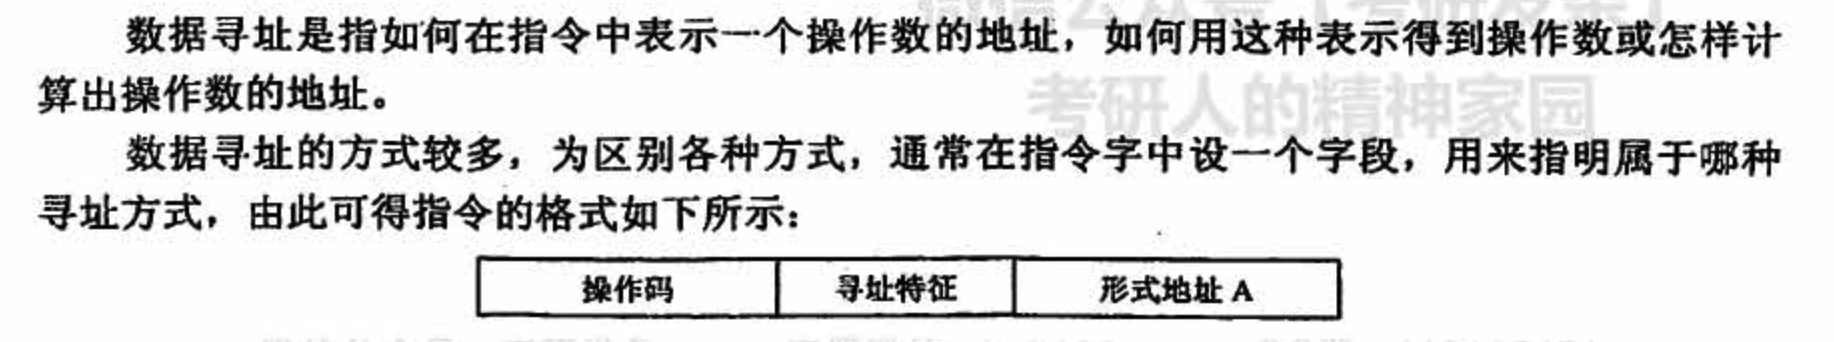 数据寻址是指如何在指令中表示一个操作数的地址，如何用这种表示得到操作数或怎样计
算出操作数的地址。
考研人的精神家园
数据寻址的方式较多，为区别各种方式，通常在指令字中设一个字段，用来指明属于哪种
寻址方式，由此可得指令的格式如下所示：
操作码 寻址特征 形式地址 A